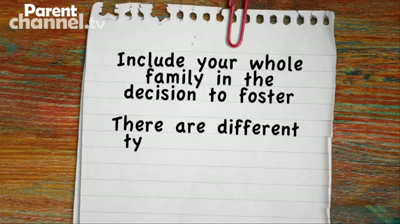 Parent
channel.tv
Include your whole
family in the
decision to foster
There are different
ty